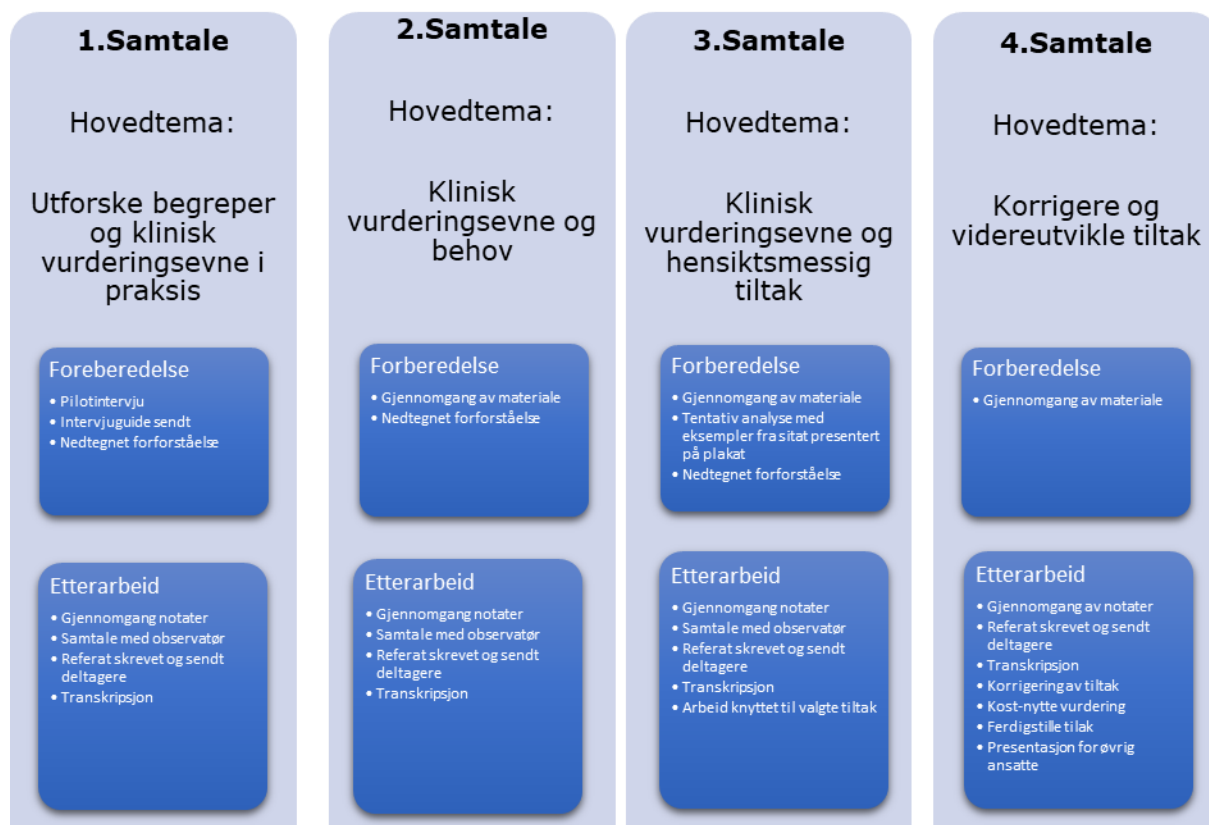 1.Samtale
Hovedtema:
Utforske begreper
og klinisk
vurderingsevne i
praksis
Foreberedelse
• Pilotintervju
• Intervjuguide sendt
• Nedtegnet forforståelse
Etterarbeid
• Gjennomgang notater
• Samtale med observatør
• Referat skrevet og sendt
deltagere
• Transkripsjon
2.Samtale
Hovedtema:
Klinisk
vurderingsevne og
behov
Forberedelse
• Gjennomgang av materiale
• Nedtegnet forforståelse
Etterarbeid
• Gjennomgang notater
• Samtale med observatør
• Referat skrevet og sendt
deltagere
• Transkripsjon
3.Samtale
Hovedtema:
Klinisk
vurderingsevne og
hensiktsmessig
tiltak
Forberedelse
• Gjennomgang av materiale
• Tentativ analyse med
eksempler fra sitat presentert
på plakat
• Nedtegnet forforståelse
Etterarbeid
• Gjennomgang notater
• Samtale med observatør
• Referat skrevet og sendt
deltagere
• Transkripsjon
• Arbeid knyttet til valgte tiltak
4.Samtale
Hovedtema:
Korrigere og
videreutvikle tiltak
Forberedelse
• Gjennomgang av materiale
Etterarbeid
• Gjennomgang av notater
• Referat skrevet og sendt
deltagere
• Transkripsjon
• Korrigering av tiltak
• Kost-nytte vurdering
• Ferdigstille tilak
• Presentasjon for øvrig
ansatte